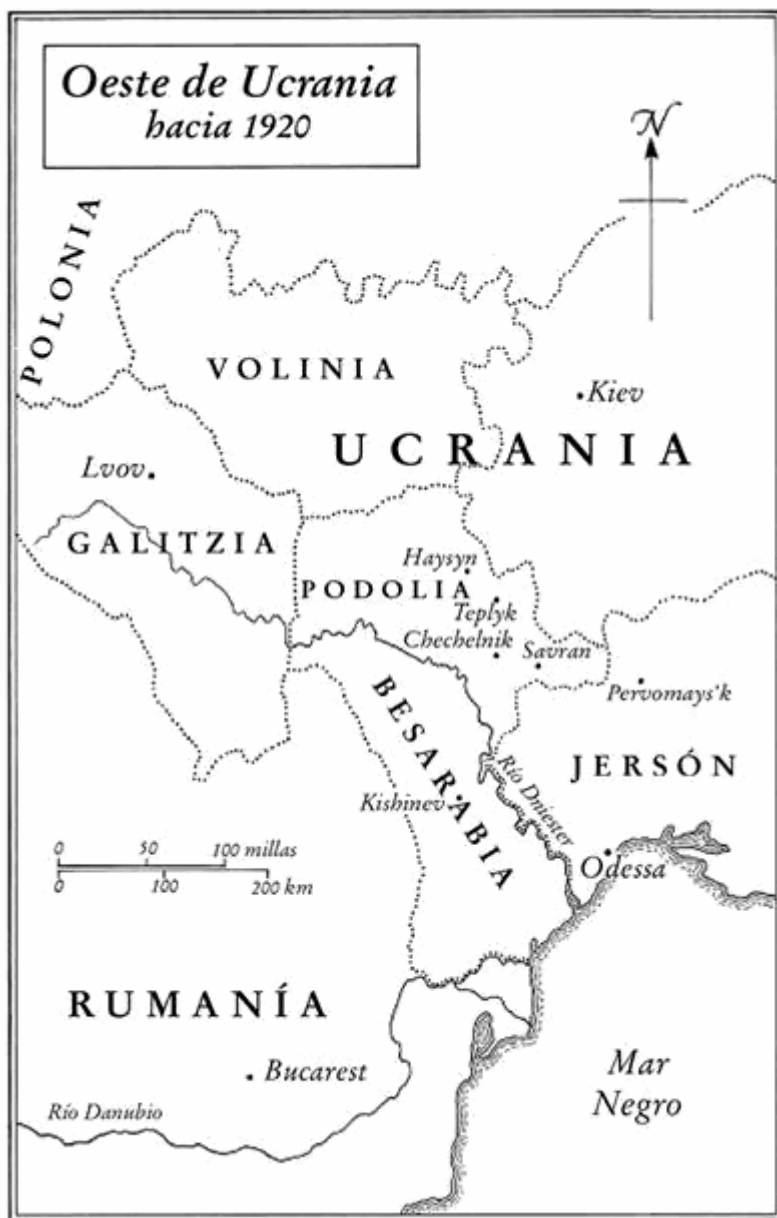 Oeste de Ucrania
hacia 1920
N
POLONIA
VOLINIA
Kiev
UCRANIA
Lvov
GALITZIA
Haysyn
PODOLIA
Teplyk
Chechelnik
Savran
Pervomays'k
BESARABIA
JERSÓN
Río Dniester
Kishinev
Odessa
0 50 100 millas
0 100 200 km
RUMANÍA
Bucarest
Mar
Negro
Río Danubio